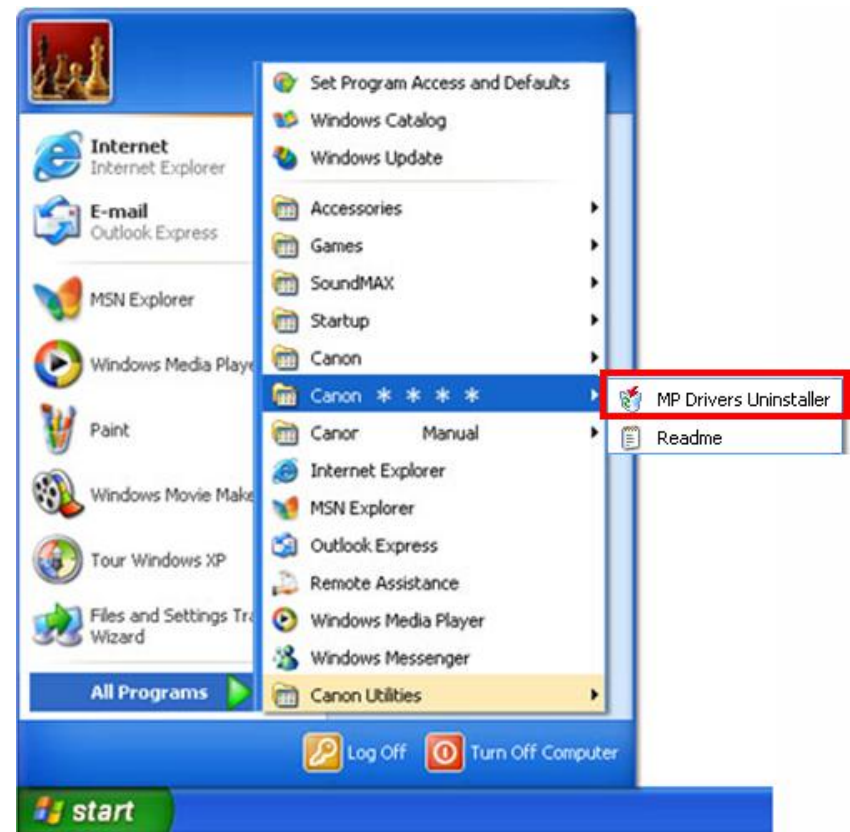 Internet
Internet Explorer
E-mail
Outlook Express
MSN Explorer
Windows Media Playe
Paint
Windows Movie Make
Tour Windows XP
Files and Settings Tra
Wizard
All Programs
Set Program Access and Defaults
Windows Catalog
Windows Update
Accessories
Games
SoundMAX
Startup
Canon
Canon * * * *
Canor Manual
Internet Explorer
MSN Explorer
Outlook Express
Remote Assistance
Windows Media Player
Windows Messenger
Canon Utilities
MP Drivers Uninstaller
Readme
Log Off
Turn Off Computer
start